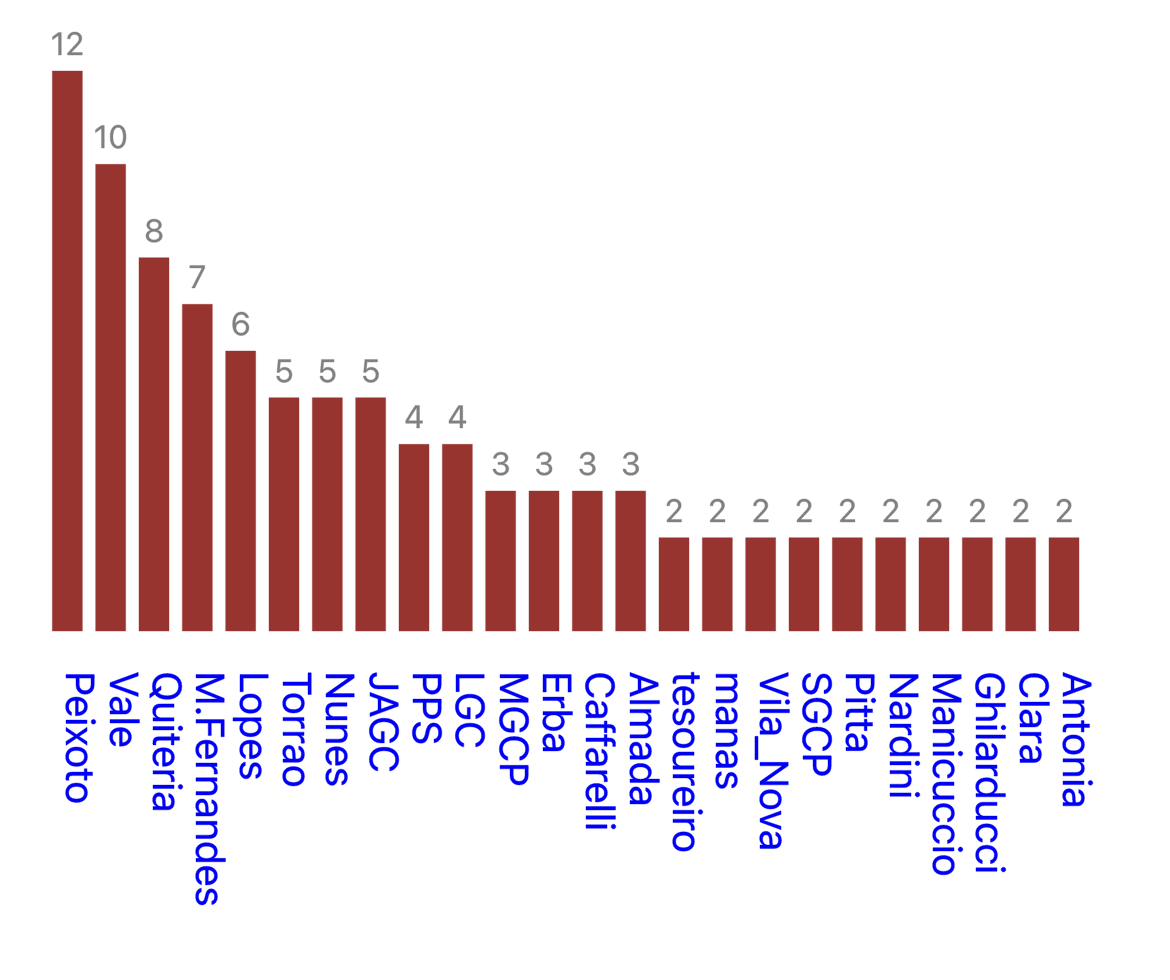 12
10
8
7
6
5
5
5
4
4
3
3
3
3
2
2
2
2
2
2
2
2
2
2
Peixoto
Vale
Quiteria
M.Fernandes
Lopes
Torrao
Nunes
JAGC
PPS
LGC
MGCP
Erba
Caffarelli
Almada
tesoureiro
manas
Vila_Nova
SGCP
Pitta
Nardini
Manicuccio
Ghilarducci
Clara
Antonia